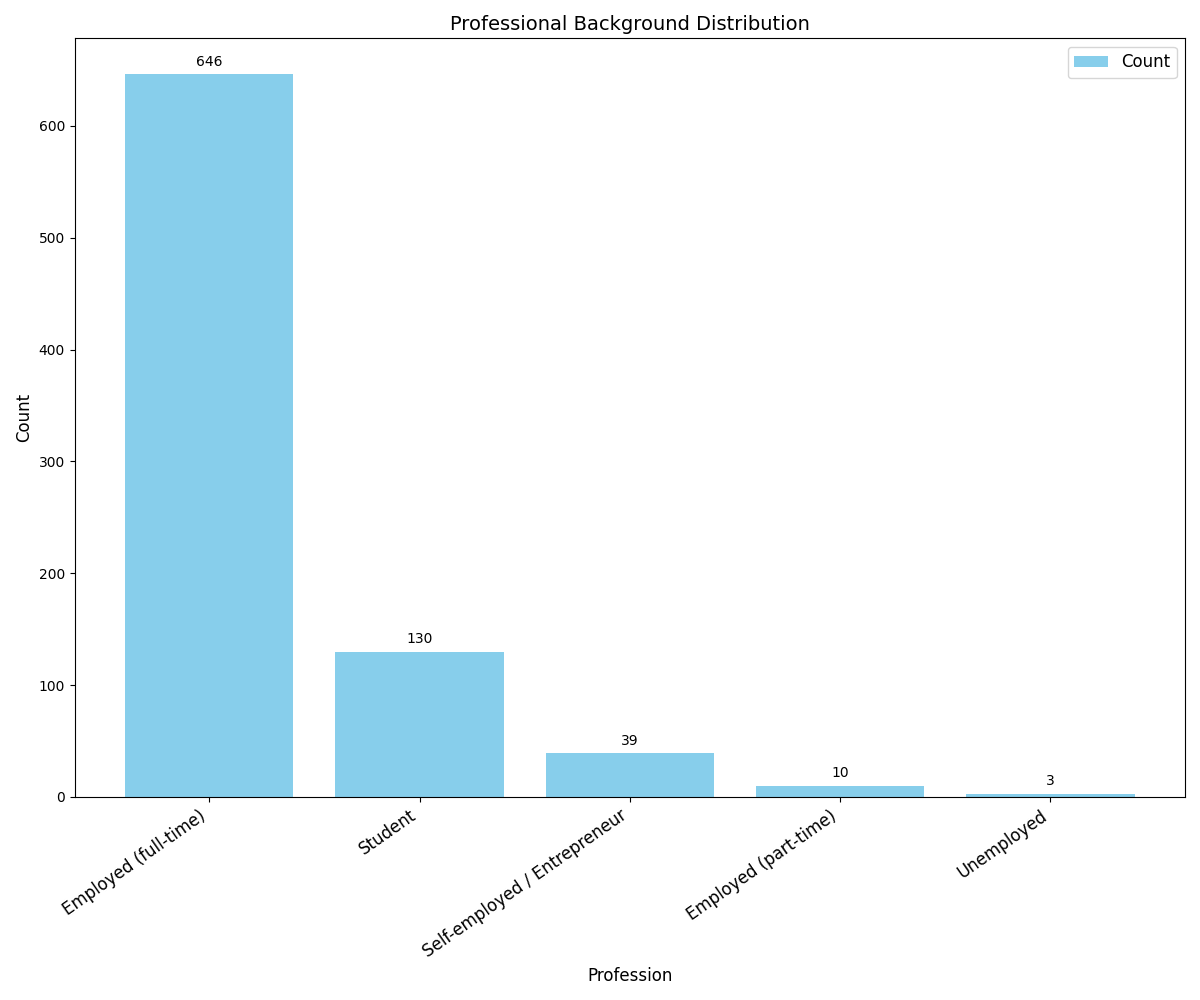 Professional Background Distribution
Count
646
130
39
10
3
600
500
400
300
200
100
0
Count
Employed (full-time)
Student
Self-employed / Entrepreneur
Employed (part-time)
Unemployed
Profession